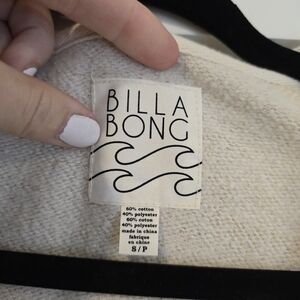 BILLA
BONG
60% cotton
40% polyester
60% coton
40% polyester
made in china
fabriqué
en chine
S / P